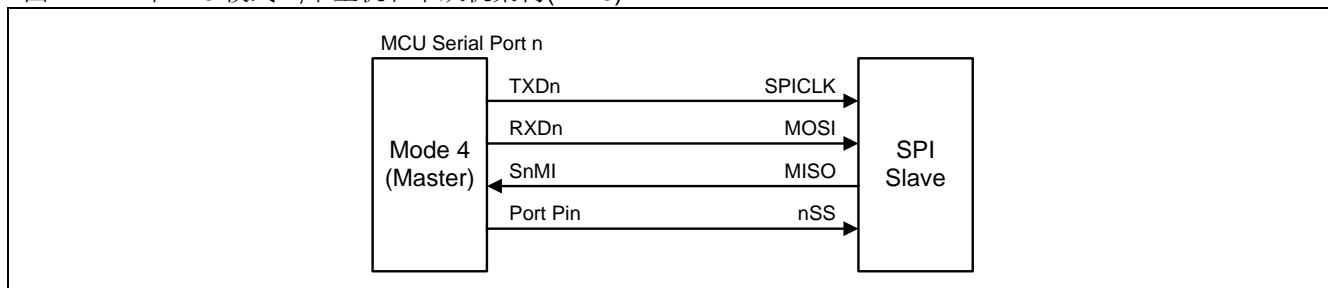 MCU Serial Port n
TXDn SPICLK
RXDn MOSI
Mode 4
(Master)
SnMI MISO
SPI
Slave
Port Pin nSS